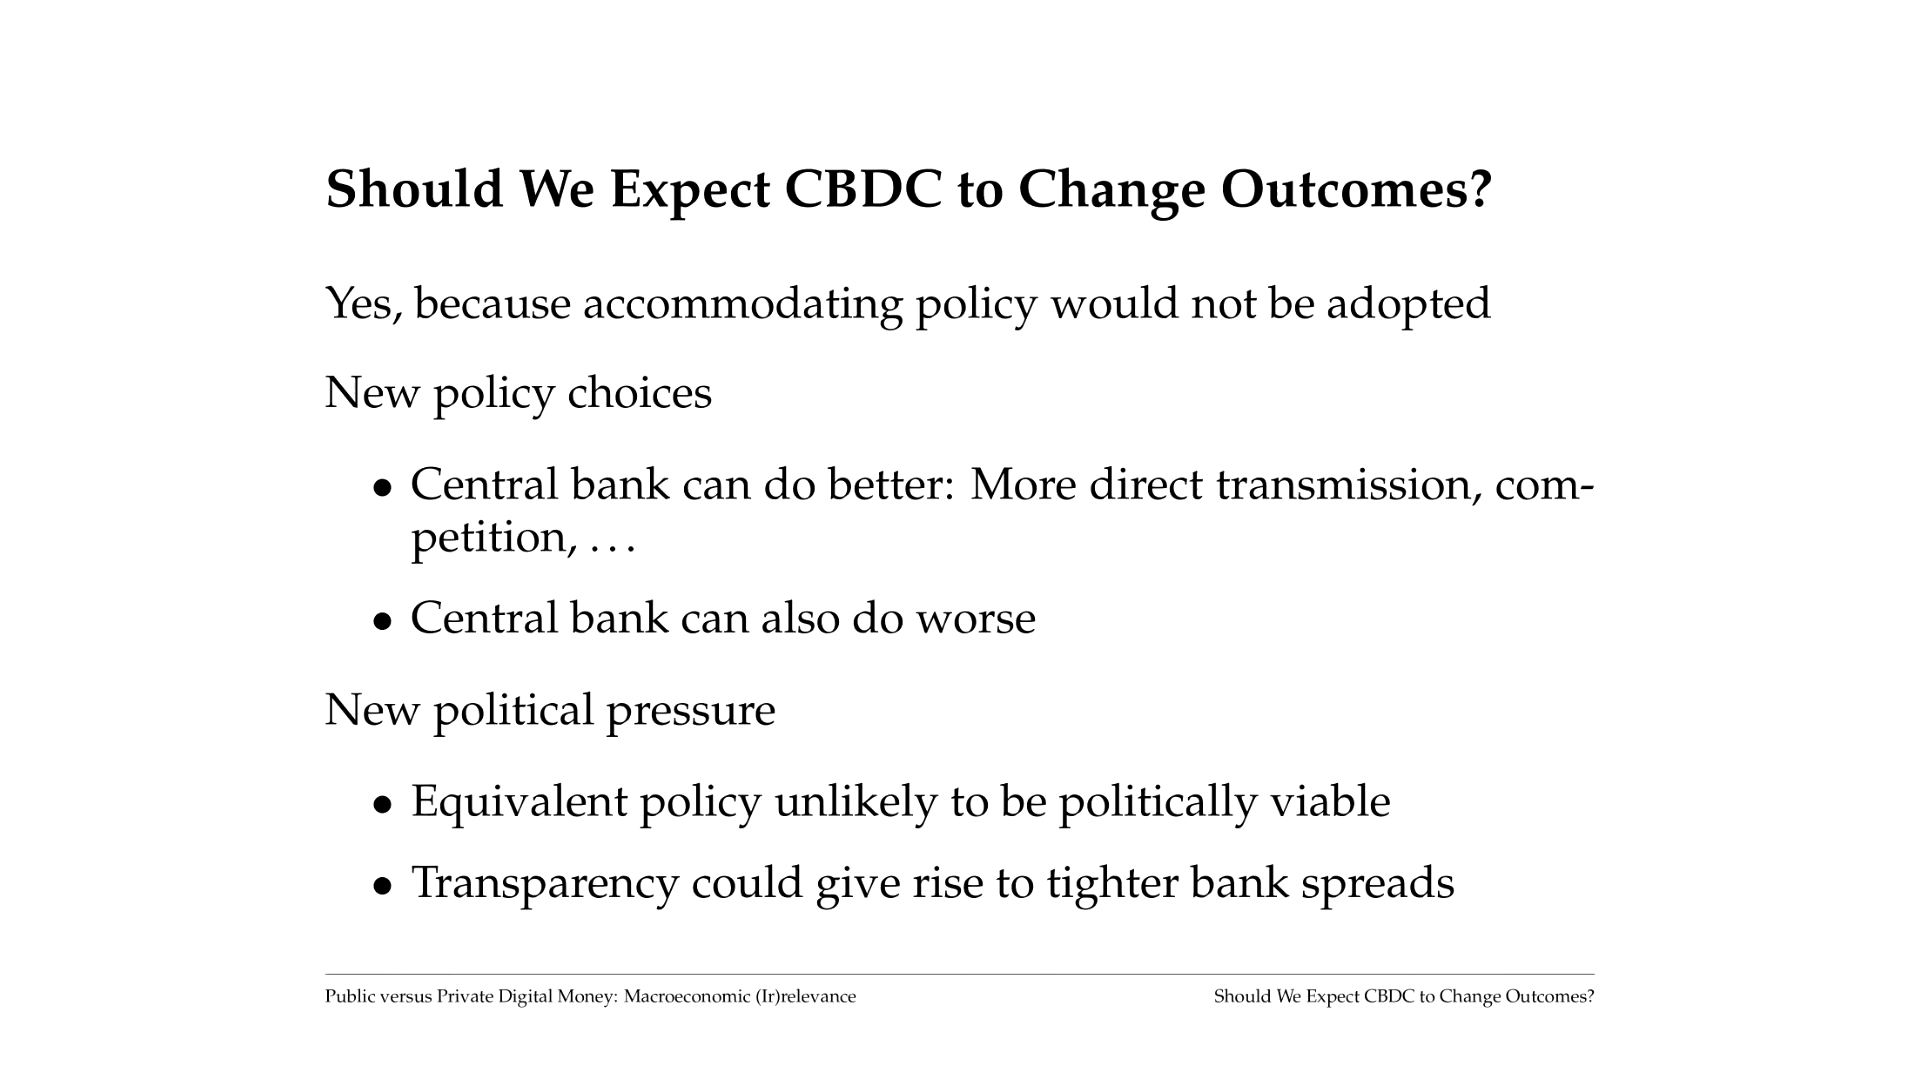 Should We Expect CBDC to Change Outcomes?
Yes, because accommodating policy would not be adopted
New policy choices
• Central bank can do better: More direct transmission, com-
petition, . . .
• Central bank can also do worse
New political pressure
• Equivalent policy unlikely to be politically viable
• Transparency could give rise to tighter bank spreads
Public versus Private Digital Money: Macroeconomic (Ir)relevance
Should We Expect CBDC to Change Outcomes?